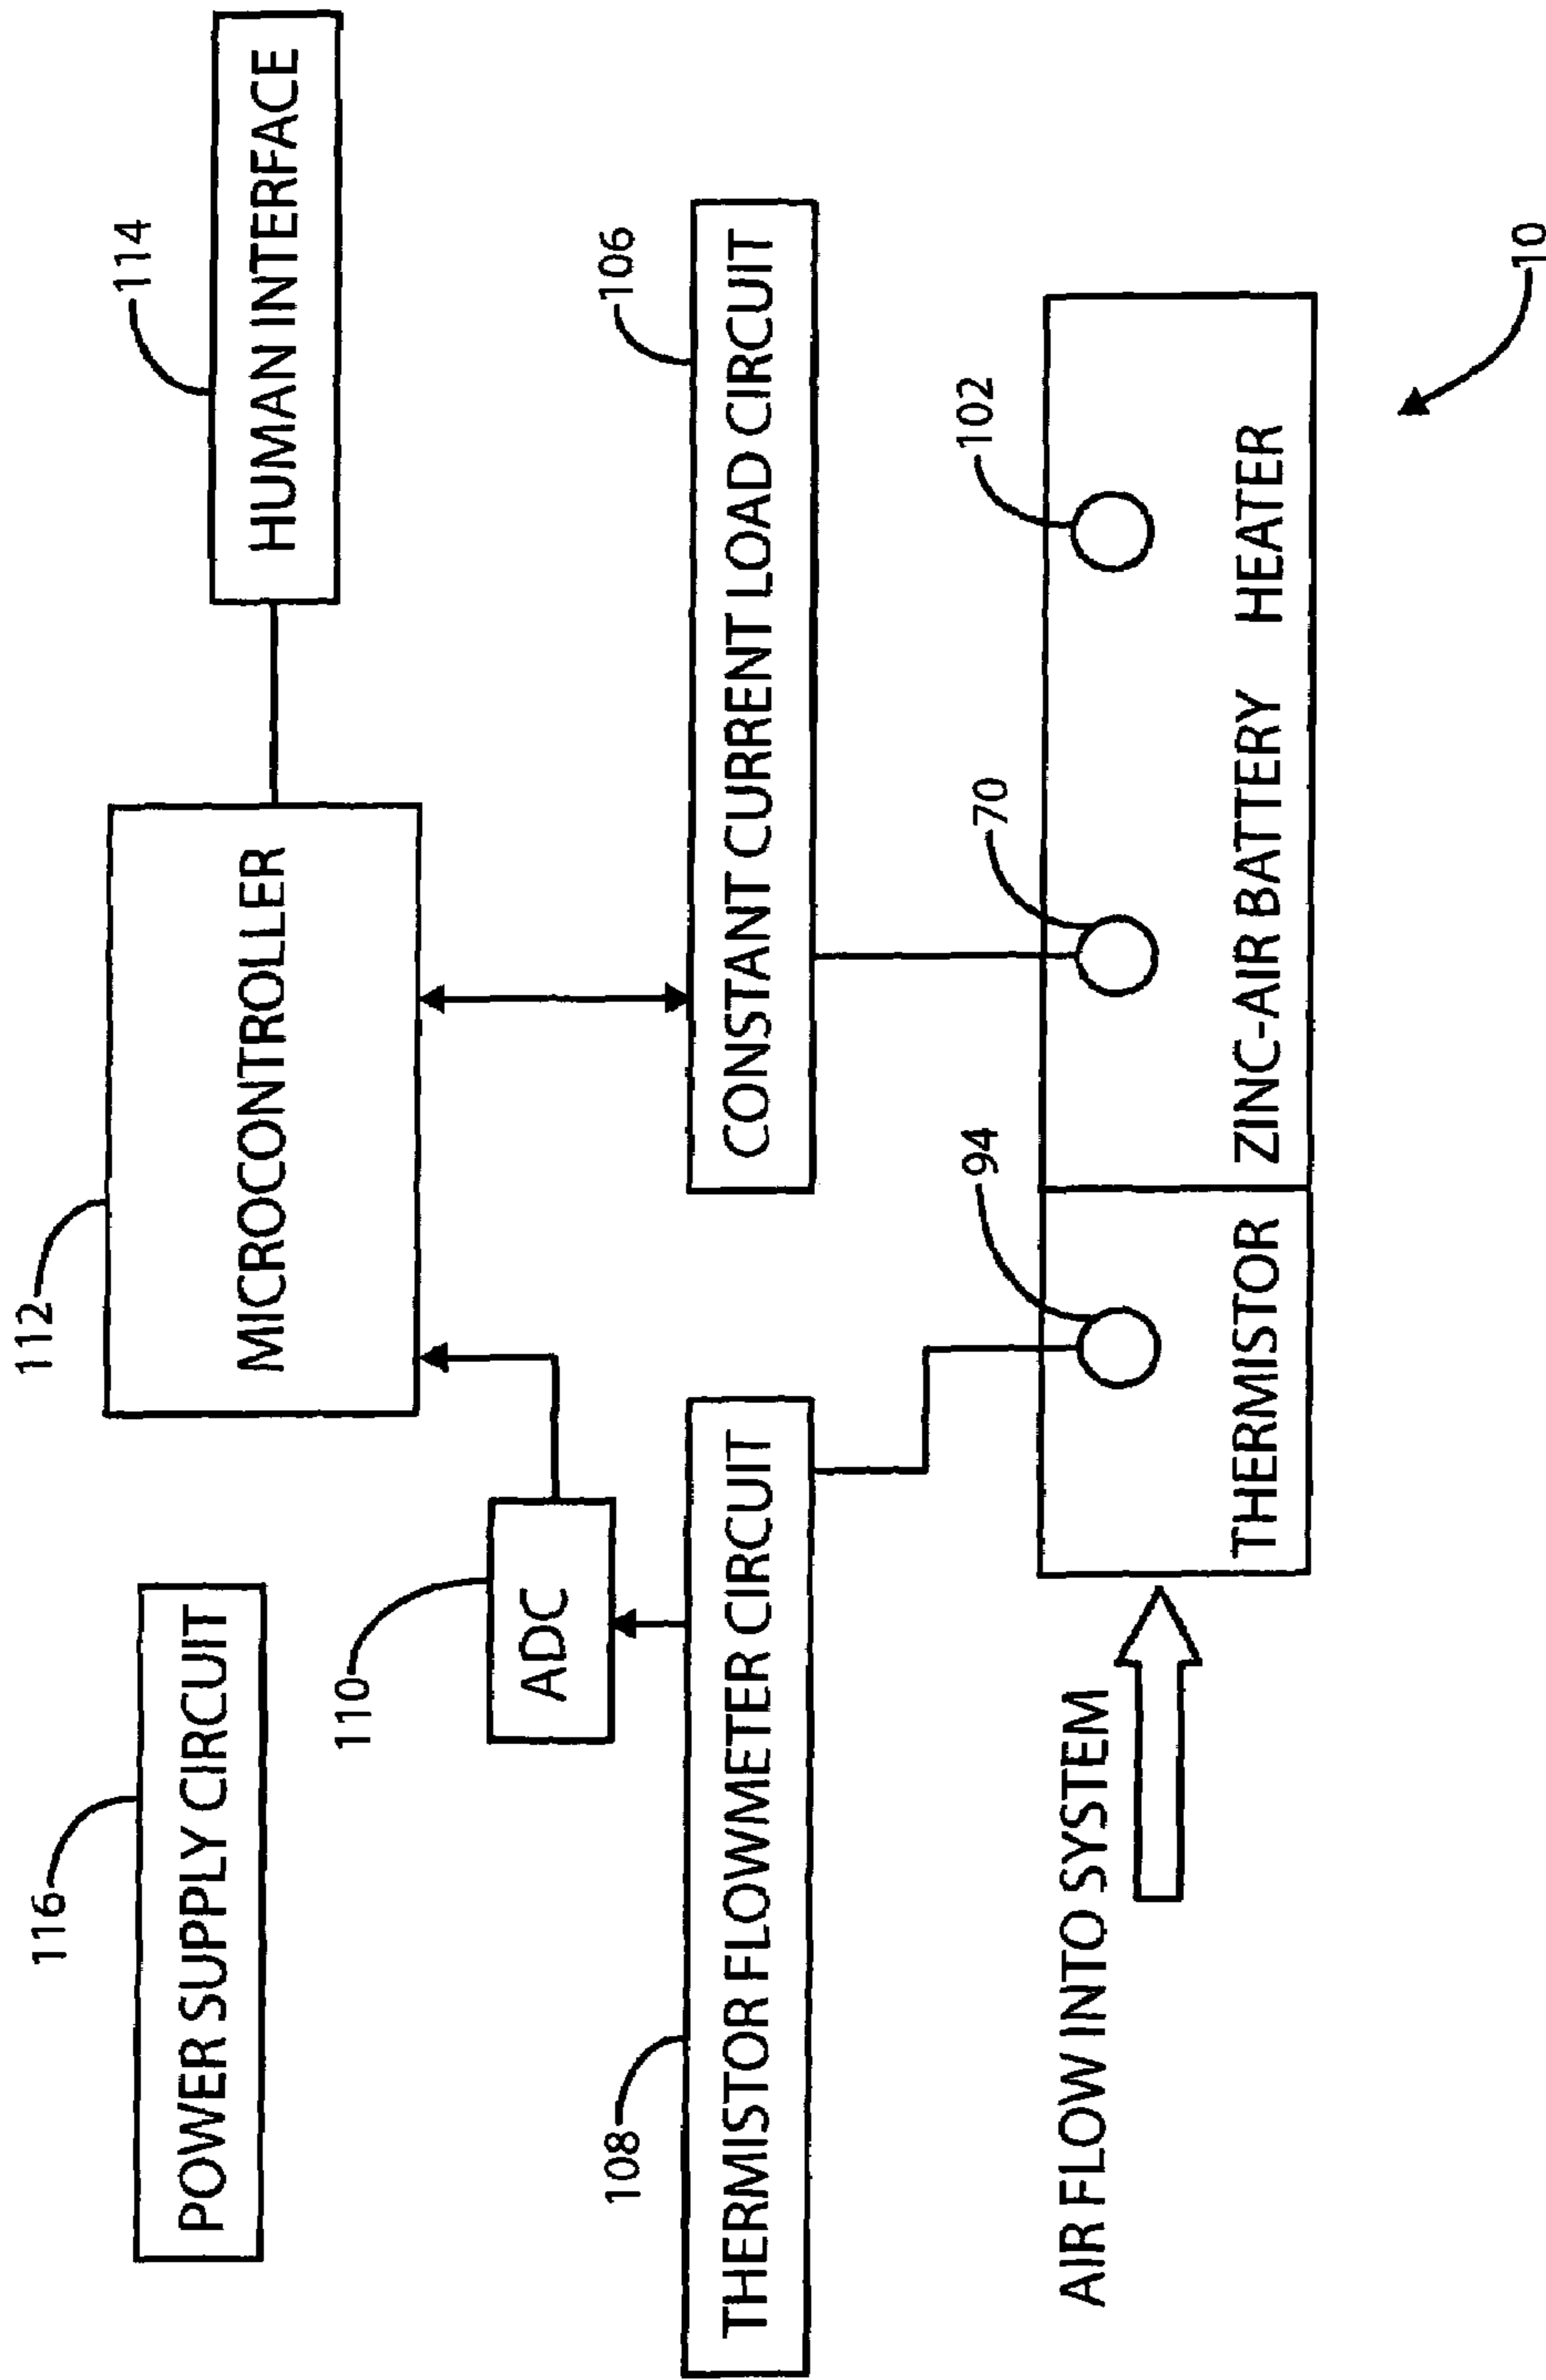 116
POWER SUPPLY CIRCUIT
112
MICROCONTROLLER
114
HUMAN INTERFACE
110
ADC
108
THERMISTOR FLOWMETER CIRCUIT
106
CONSTANT CURRENT LOAD CIRCUIT
94
70
102
AIR FLOW INTO SYSTEM
THERMISTOR
ZINC-AIR BATTERY
HEATER
10